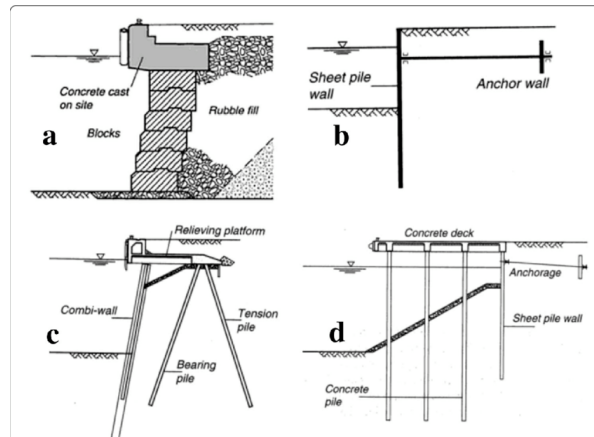 Concrete cast
on site
Rubble fill
a
Blocks
Sheet pile
wall
Anchor wall
b
Relieving platform
Combi-wall
c
Tension
pile
Bearing
pile
Concrete deck
Anchorage
d
Sheet pile wall
Concrete
pile